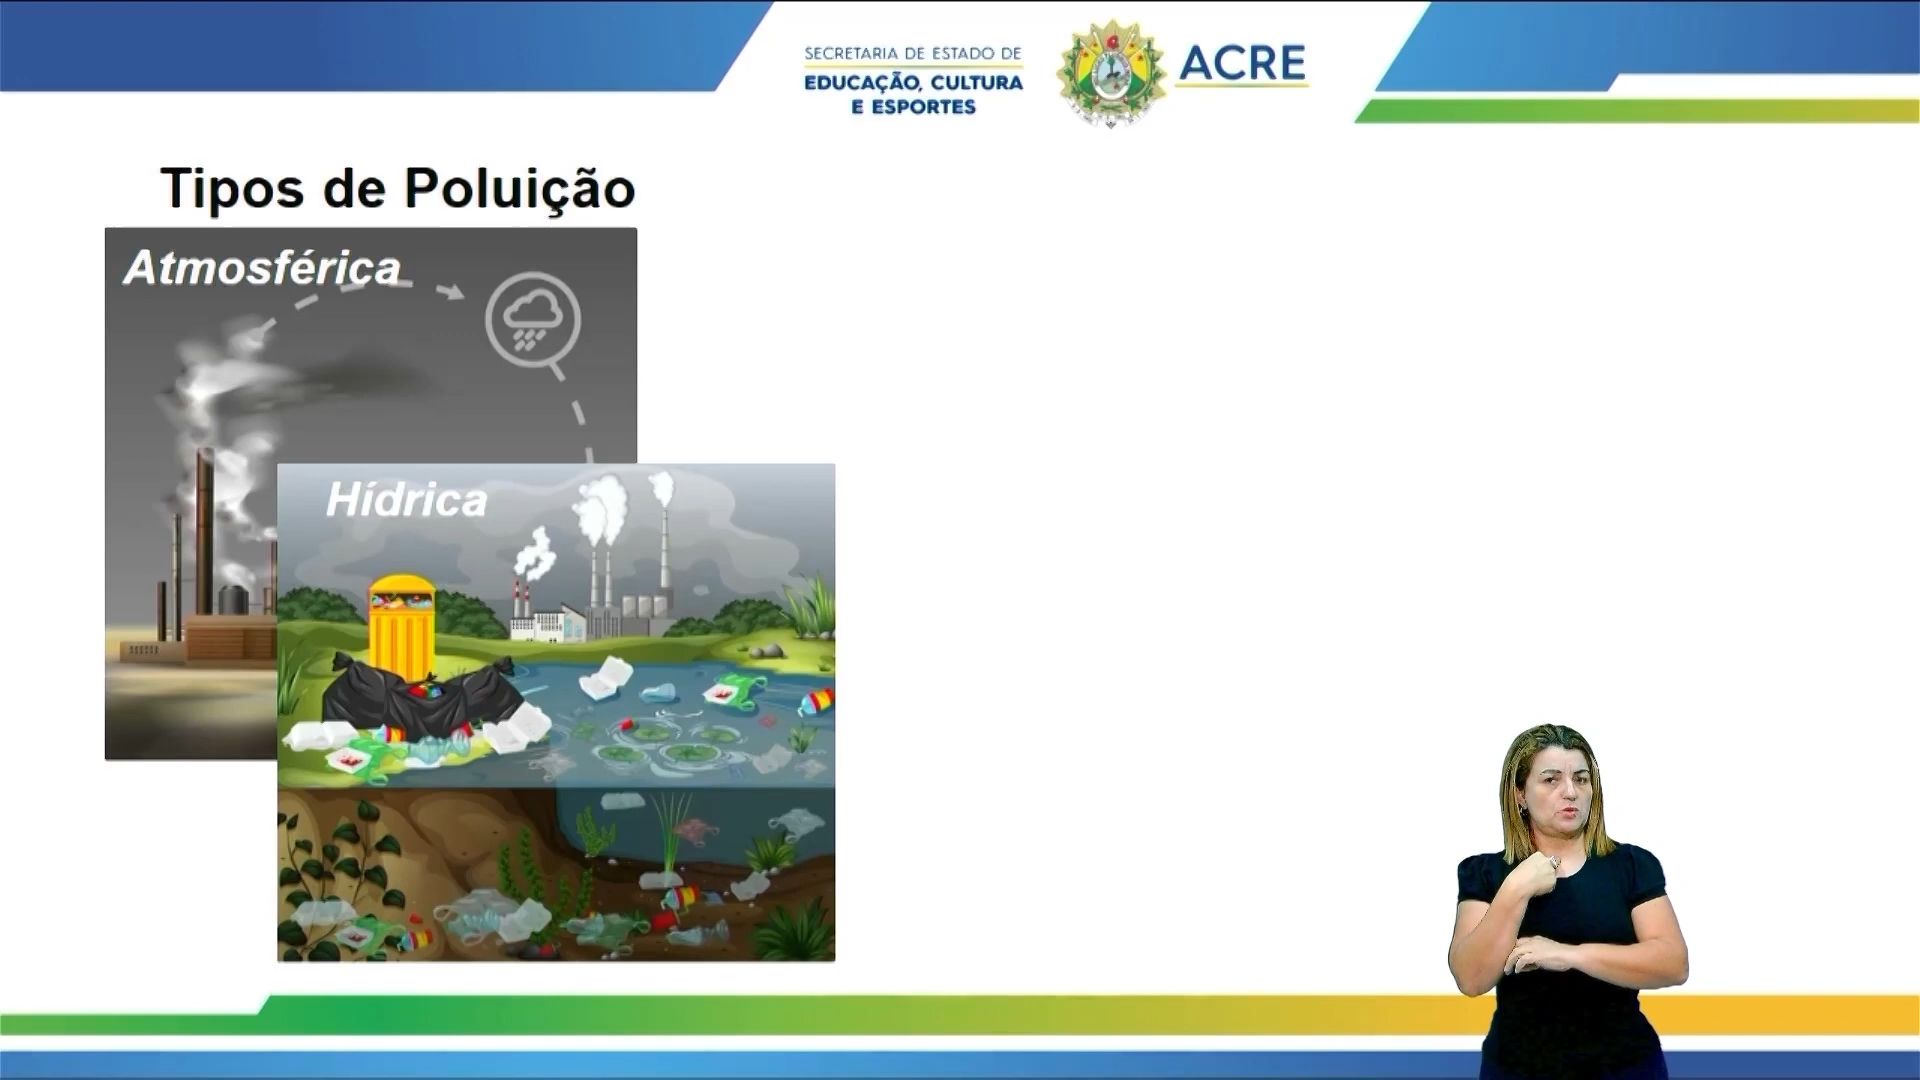 SECRETARIA DE ESTADO DE
EDUCAÇÃO, CULTURA
E ESPORTES
ACRE
Tipos de Poluição
Atmosférica
Hídrica